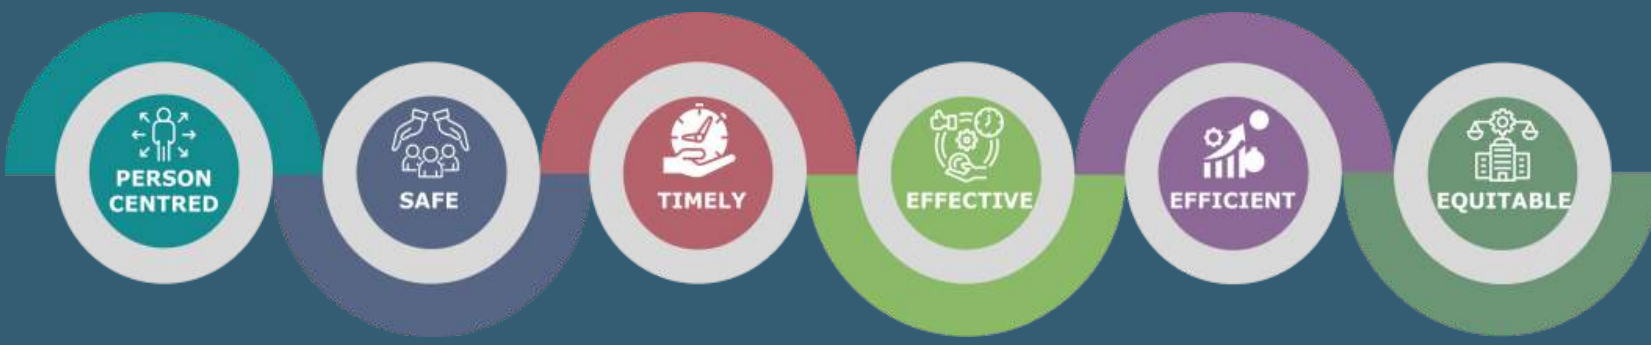 PERSON
CENTRED
SAFE
TIMELY
EFFECTIVE
EFFICIENT
EQUITABLE